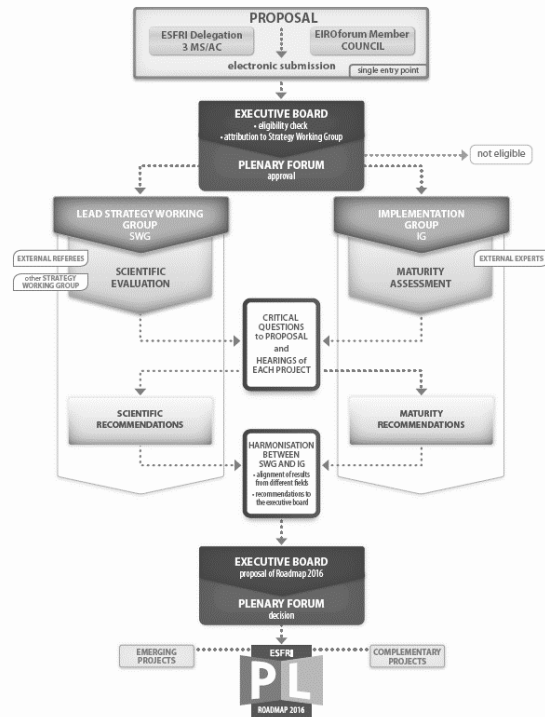 PROPOSAL
ESFRI Delegation
3 MS/AC
EIROforum Member
COUNCIL
electronic submission
single entry point
EXECUTIVE BOARD
• eligibility check
• attribution to Strategy Working Group
PLENARY FORUM
approval
not eligible
LEAD STRATEGY WORKING
GROUP
SWG
IMPLEMENTATION
GROUP
IG
EXTERNAL REFEREES
other STRATEGY
WORKING GROUP
SCIENTIFIC
EVALUATION
MATURITY
ASSESSMENT
EXTERNAL EXPERTS
CRITICAL
QUESTIONS
to PROPOSAL
and
HEARINGS of
EACH PROJECT
SCIENTIFIC
RECOMMENDATIONS
MATURITY
RECOMMENDATIONS
HARMONISATION
BETWEEN
SWG AND IG
• alignment of results
from different fields
• recommendations to
the executive board
EXECUTIVE BOARD
proposal of Roadmap 2016
PLENARY FORUM
decision
EMERGING
PROJECTS
ESFRI
PL
ROADMAP 2016
COMPLEMENTARY
PROJECTS